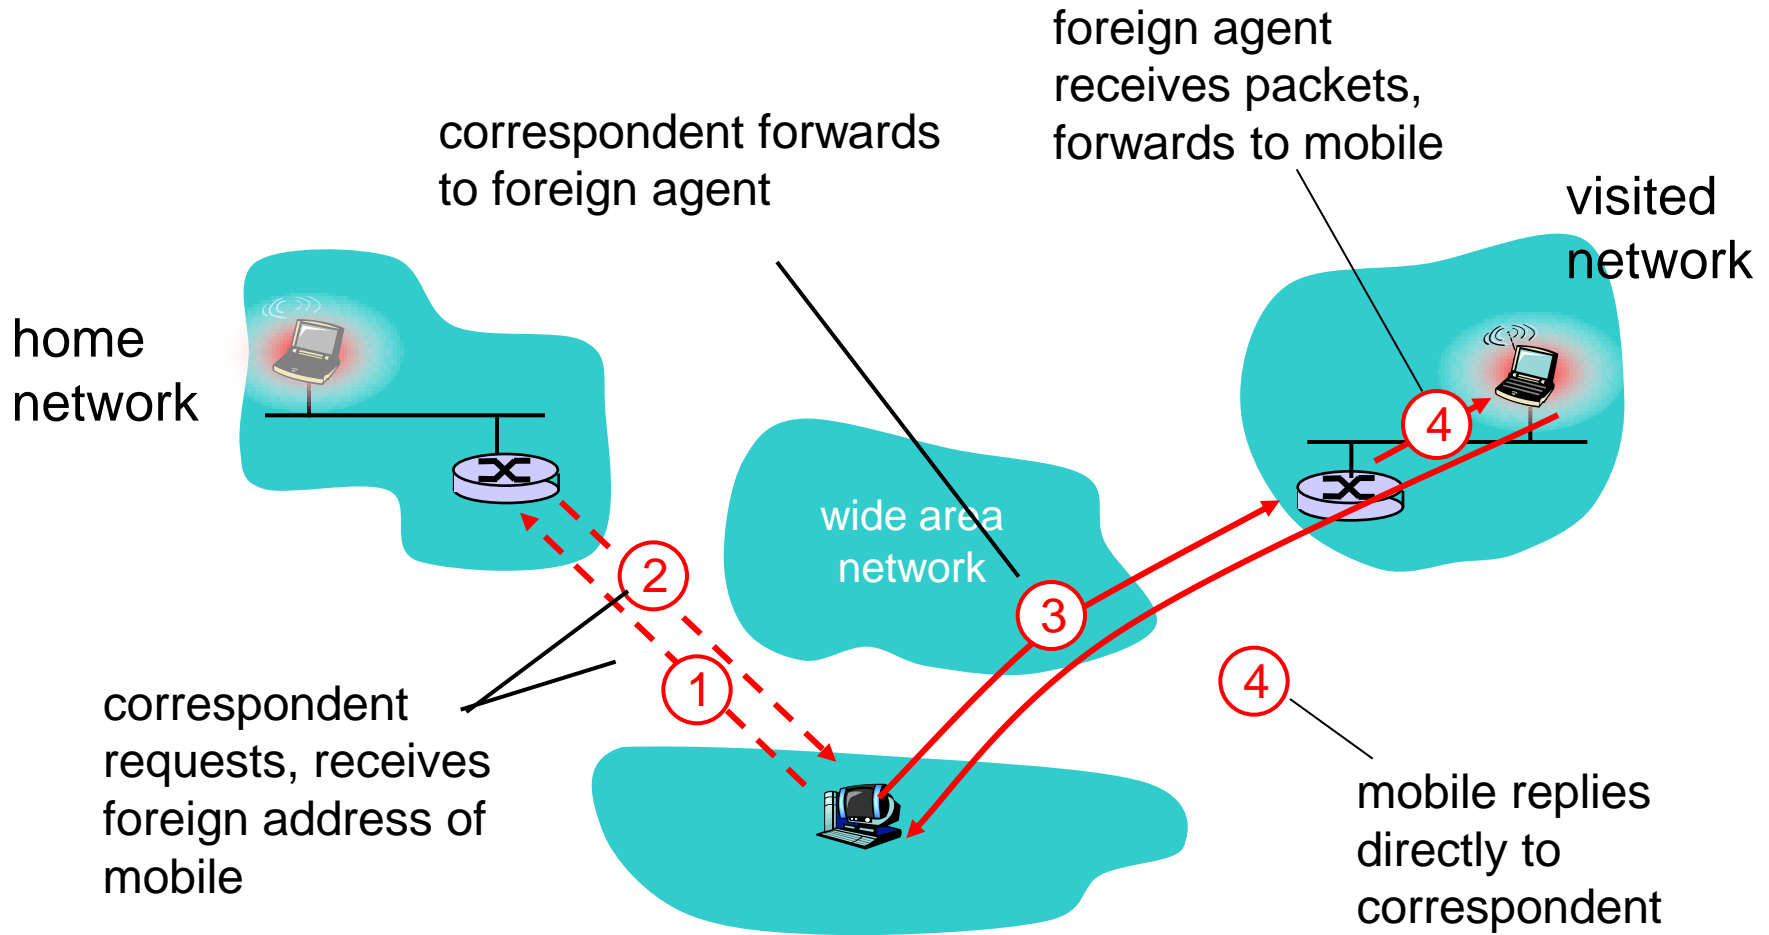 foreign agent
receives packets,
forwards to mobile
correspondent forwards
to foreign agent
visited
network
home
network
4
wide area
network
2
3
1
4
correspondent
requests, receives
foreign address of
mobile
mobile replies
directly to
correspondent